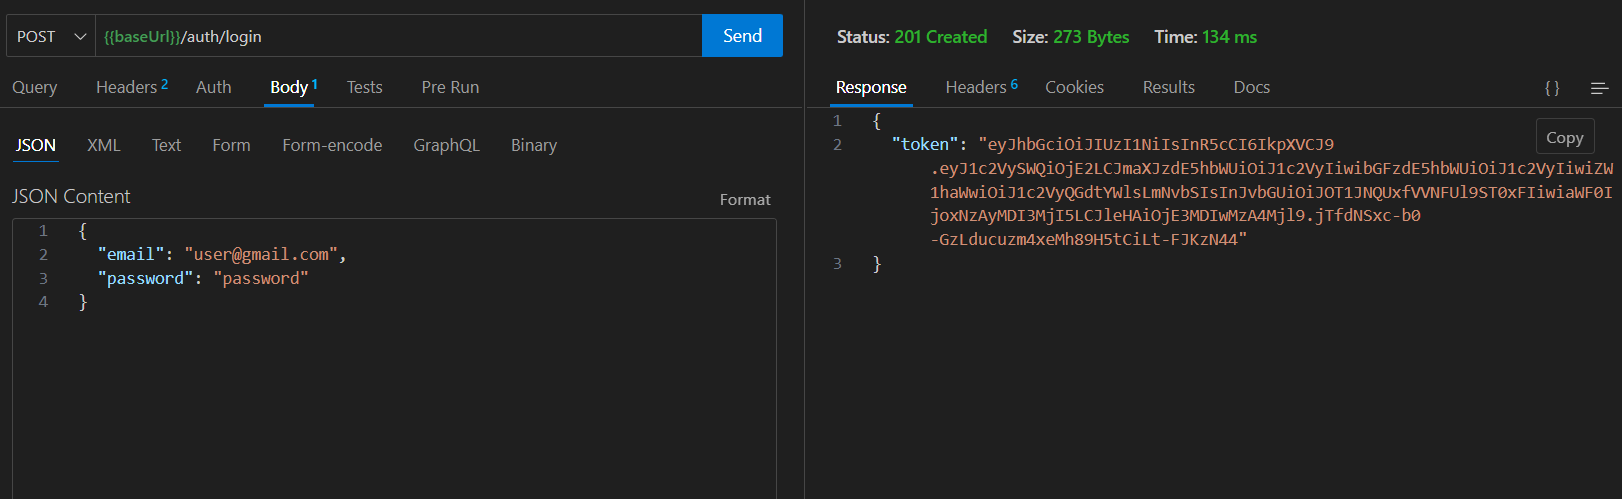 POST
{{baseUrl}}/auth/login
Send
Query
Headers 2
Auth
Body 1
Tests
Pre Run
JSON
XML
Text
Form
Form-encode
GraphQL
Binary
JSON Content
Format
1 {
2 "email": "user@gmail.com",
3 "password": "password"
4 }
Status: 201 Created
Size: 273 Bytes
Time: 134 ms
Response
Headers 6
Cookies
Results
Docs
{ }
Copy
1 {
2 "token": "eyJhbGciOiJIUzI1NiIsInR5cCI6IkpXVCJ9
.eyJ1c2VySWQiOjE2LCJmaXJzdE5hbWUiOiJ1c2VyIiwibGFzdE5hbWUiOiJ1c2VyIiwiZW
1haWwiOiJ1c2VyQGdtYWlsLmNvbSIsInJvbGUiOiJOT1JNQUxfVVNFUl9ST0xFIiwiaWF0I
joxNzAyMDI3MjI5LCJleHAiOjE3MDIwMzA4Mjl9.jTfdNSxc-b0
-GzLducuzm4xeMh89H5tCiLt-FJKzN44"
3 }